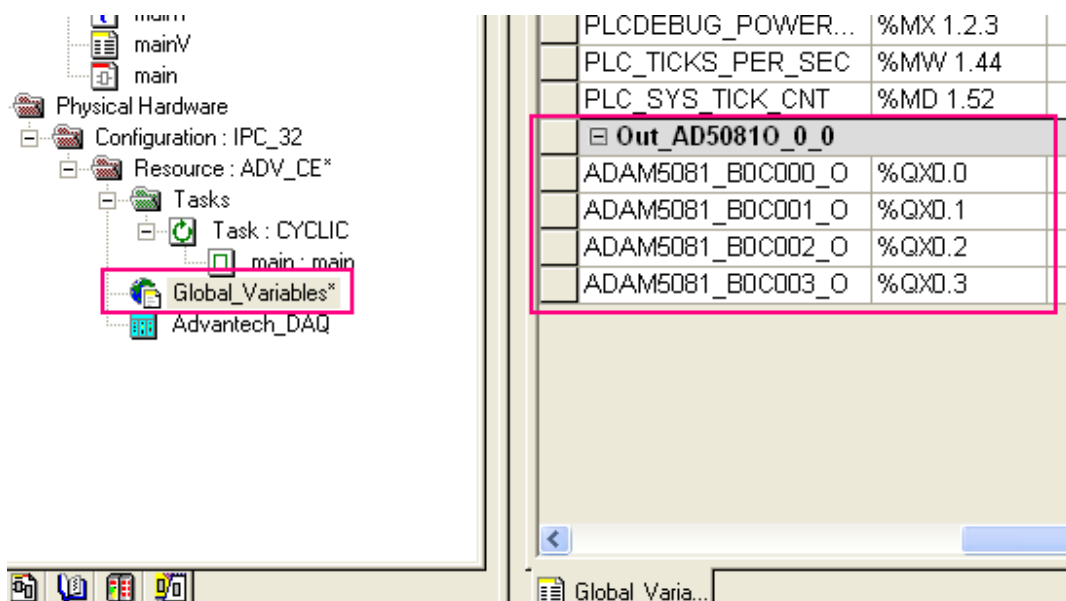 mainV
main
Physical Hardware
Configuration : IPC_32
Resource : ADV_CE*
Tasks
Task : CYCLIC
main : main
Global_Variables*
Advantech_DAQ
PLCDEBUG_POWER... %MX 1.2.3
PLC_TICKS_PER_SEC %MW 1.44
PLC_SYS_TICK_CNT %MD 1.52
Out_AD5081O_0_0
ADAM5081_B0C000_O %QX0.0
ADAM5081_B0C001_O %QX0.1
ADAM5081_B0C002_O %QX0.2
ADAM5081_B0C003_O %QX0.3
Global_Varia...